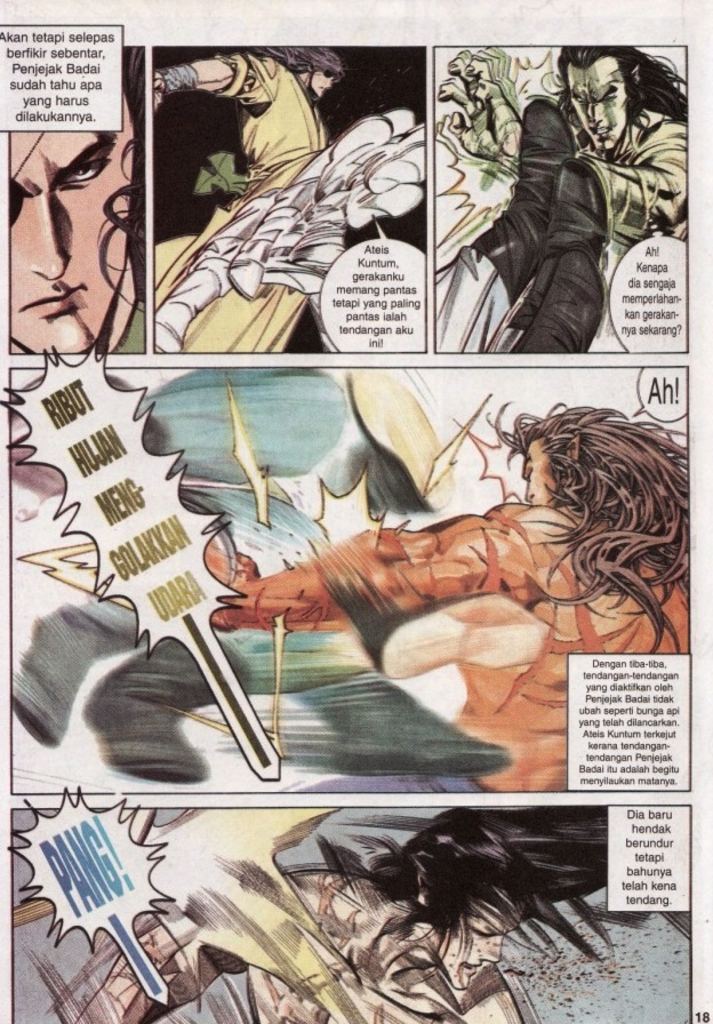 Akan tetapi selepas
berfikir sebentar,
Penjejak Badai
sudah tahu apa
yang harus
dilakukannya.
Ateis
Kuntum,
gerakanku
memang pantas
tetapi yang paling
pantas ialah
tendangan aku
ini!
Ah!
Kenapa
dia sengaja
memperlahan-
kan gerakan-
nya sekarang?
RIBUT
HUJAN
MENG-
GOLAKKAN
UDARA
Ah!
Dengan tiba-tiba,
tendangan-tendangan
yang diaktifkan oleh
Penjejak Badai tidak
ubah seperti bunga api
yang telah dilancarkan.
Ateis Kuntum terkejut
kerana tendangan-
tendangan Penjejak
Badai itu adalah begitu
menyilaukan matanya.
PANG!
Dia baru
hendak
berundur
tetapi
bahunya
telah kena
tendang.
18